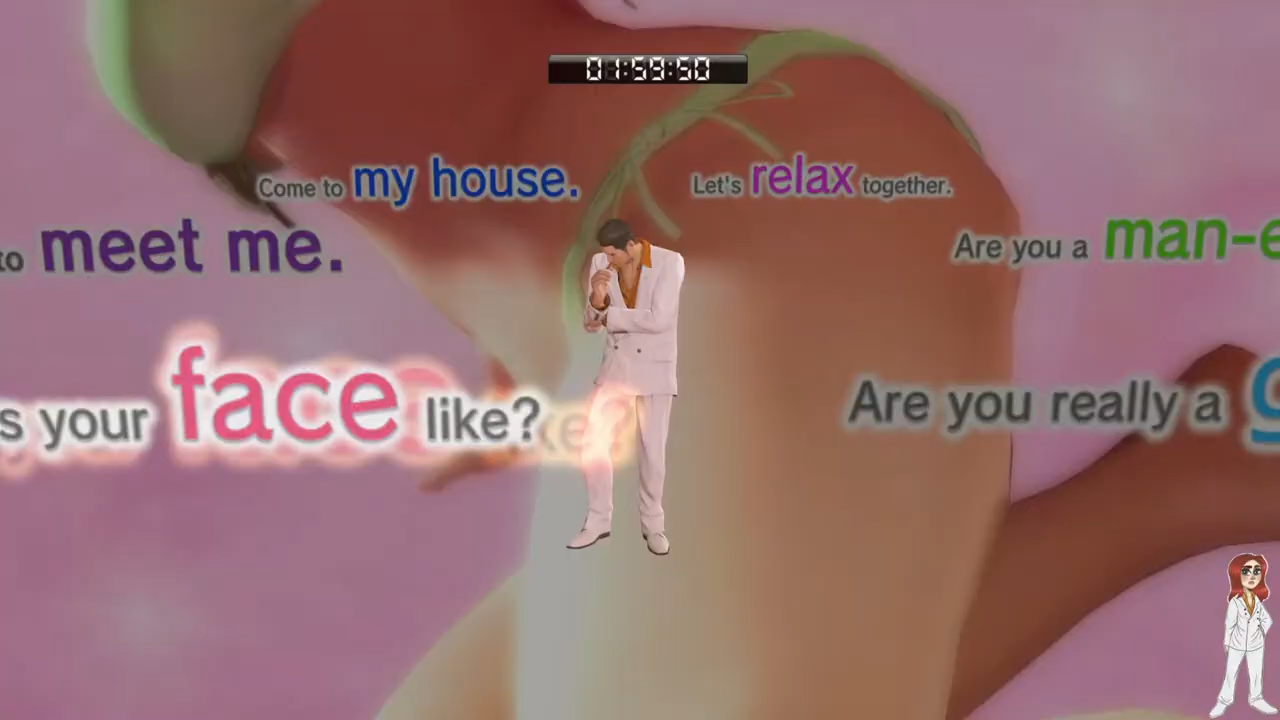 01:59:50
Come to my house.
Let's relax together.
to meet me.
Are you a man-e
s your face like?
Are you really a